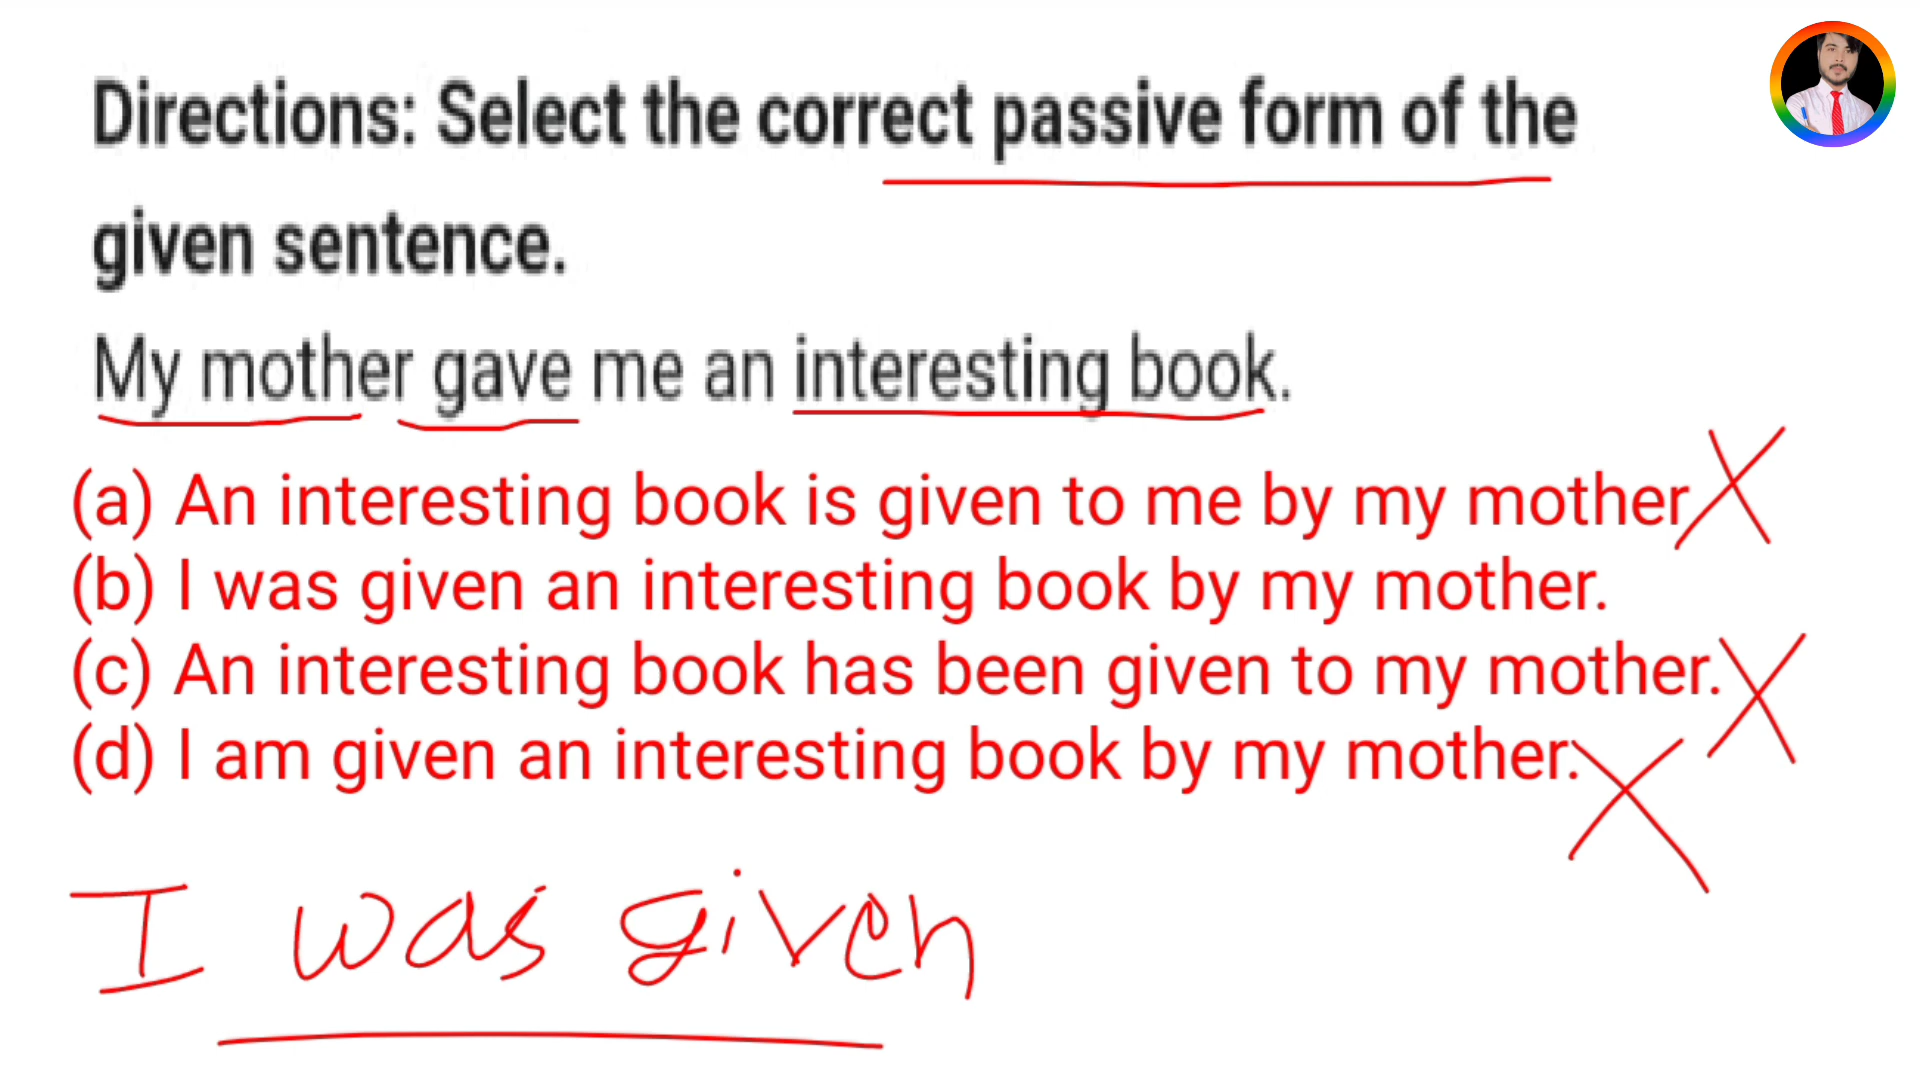 Directions: Select the correct passive form of the
given sentence.
My mother gave me an interesting book.
(a) An interesting book is given to me by my mother
(b) I was given an interesting book by my mother.
(c) An interesting book has been given to my mother.
(d) I am given an interesting book by my mother.
I was given